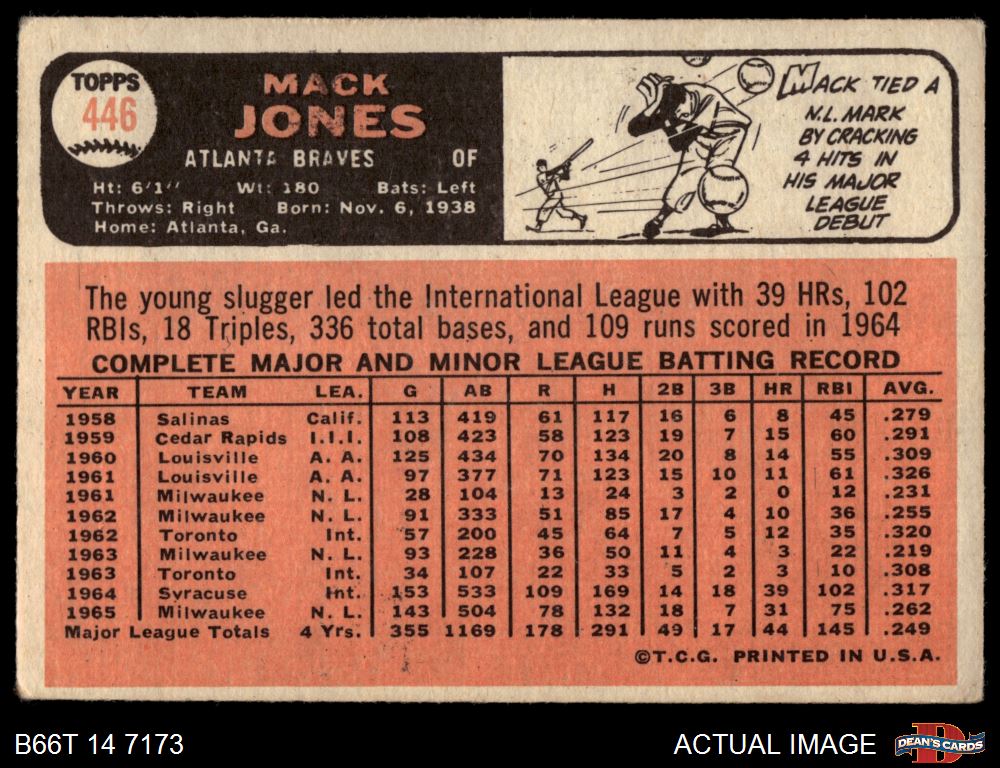 TOPPS
446
MACK
JONES
ATLANTA BRAVES OF
Ht: 6'1" Wt: 180 Bats: Left
Throws: Right Born: Nov. 6, 1938
Home: Atlanta, Ga.
MACK TIED A
N.L. MARK
BY CRACKING
4 HITS IN
HIS MAJOR
LEAGUE
DEBUT
The young slugger led the International League with 39 HRs, 102
RBIs, 18 Triples, 336 total bases, and 109 runs scored in 1964
COMPLETE MAJOR AND MINOR LEAGUE BATTING RECORD
YEAR TEAM LEA. G AB R H 2B 3B HR RBI AVG.
1958 Salinas Calif. 113 419 61 117 16 6 8 45 .279
1959 Cedar Rapids I.I.I. 108 423 58 123 19 7 15 60 .291
1960 Louisville A. A. 125 434 70 134 20 8 14 55 .309
1961 Louisville A. A. 97 377 71 123 15 10 11 61 .326
1961 Milwaukee N. L. 28 104 13 24 3 2 0 12 .231
1962 Milwaukee N. L. 91 333 51 85 17 4 10 36 .255
1962 Toronto Int. 57 200 45 64 7 5 12 35 .320
1963 Milwaukee N. L. 93 228 36 50 11 4 3 22 .219
1963 Toronto Int. 34 107 22 33 5 2 3 10 .308
1964 Syracuse Int. 153 533 109 169 14 18 39 102 .317
1965 Milwaukee N. L. 143 504 78 132 18 7 31 75 .262
Major League Totals 4 Yrs. 355 1169 178 291 49 17 44 145 .249
©T.C.G. PRINTED IN U.S.A.
B66T 14 7173
ACTUAL IMAGE
D
DEAN'S CARDS